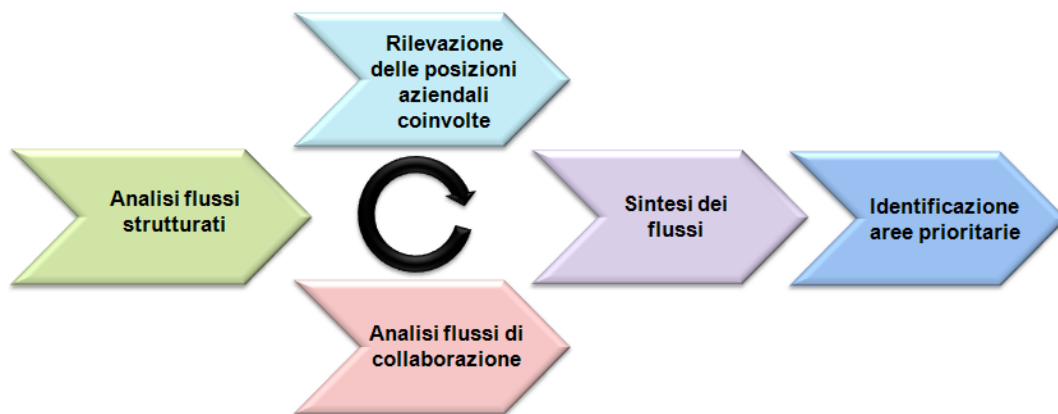 Analisi flussi
strutturati
Rilevazione
delle posizioni
aziendali
coinvolte
Analisi flussi di
collaborazione
Sintesi dei
flussi
Identificazione
aree prioritarie